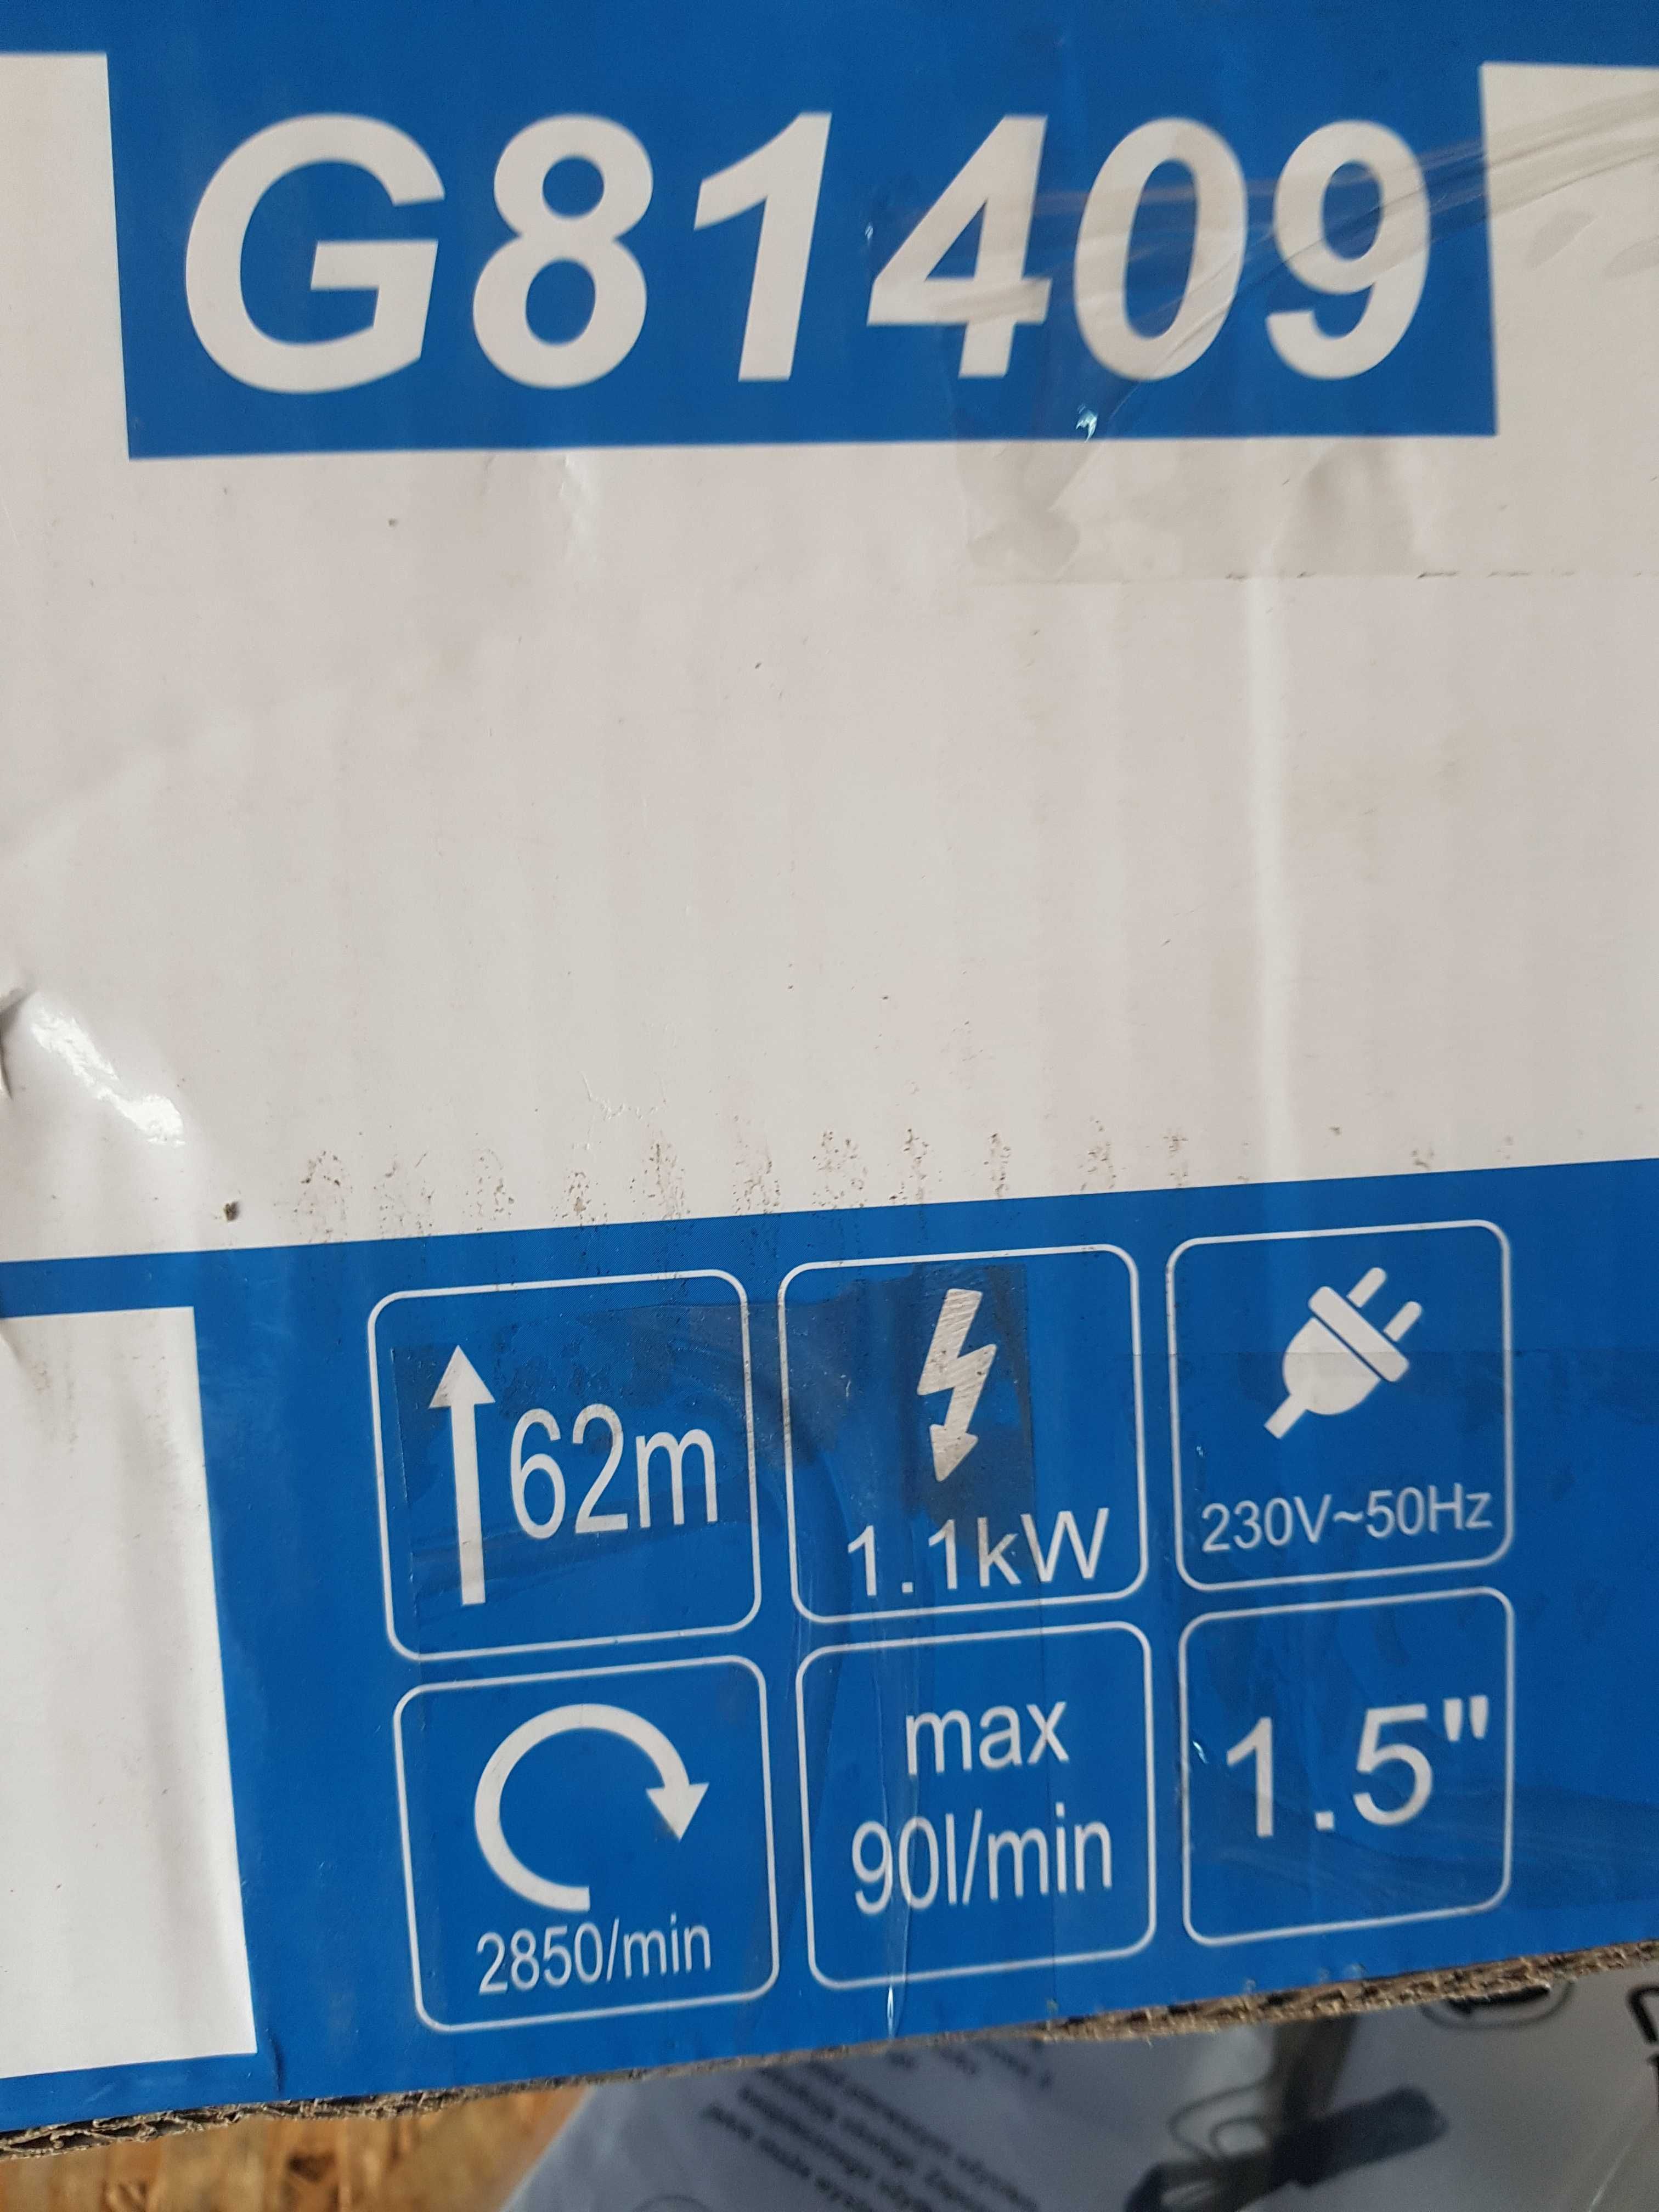 G81409
62m
1.1kW
230V~50Hz
2850/min
max
90l/min
1.5"